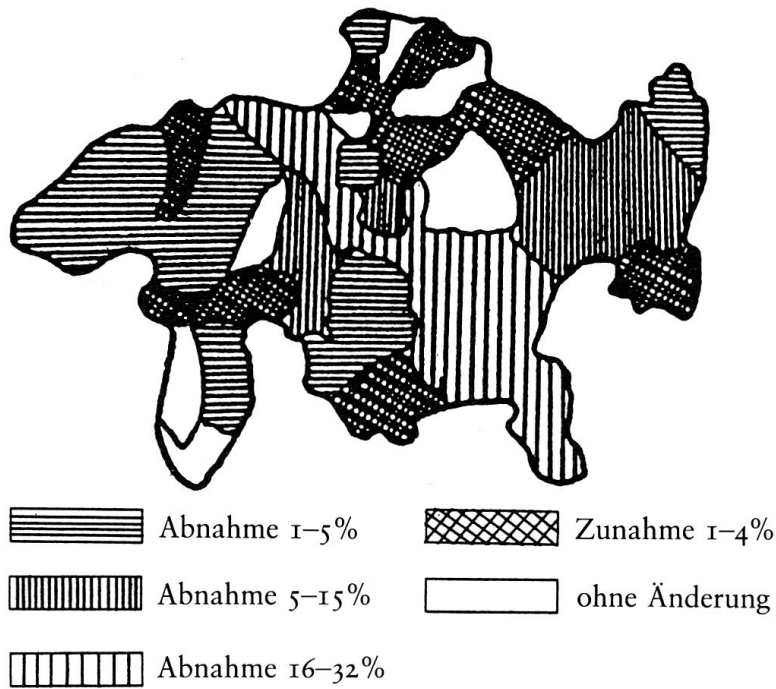 Abnahme 1–5%
Abnahme 5–15%
Abnahme 16–32%
Zunahme 1–4%
ohne Änderung